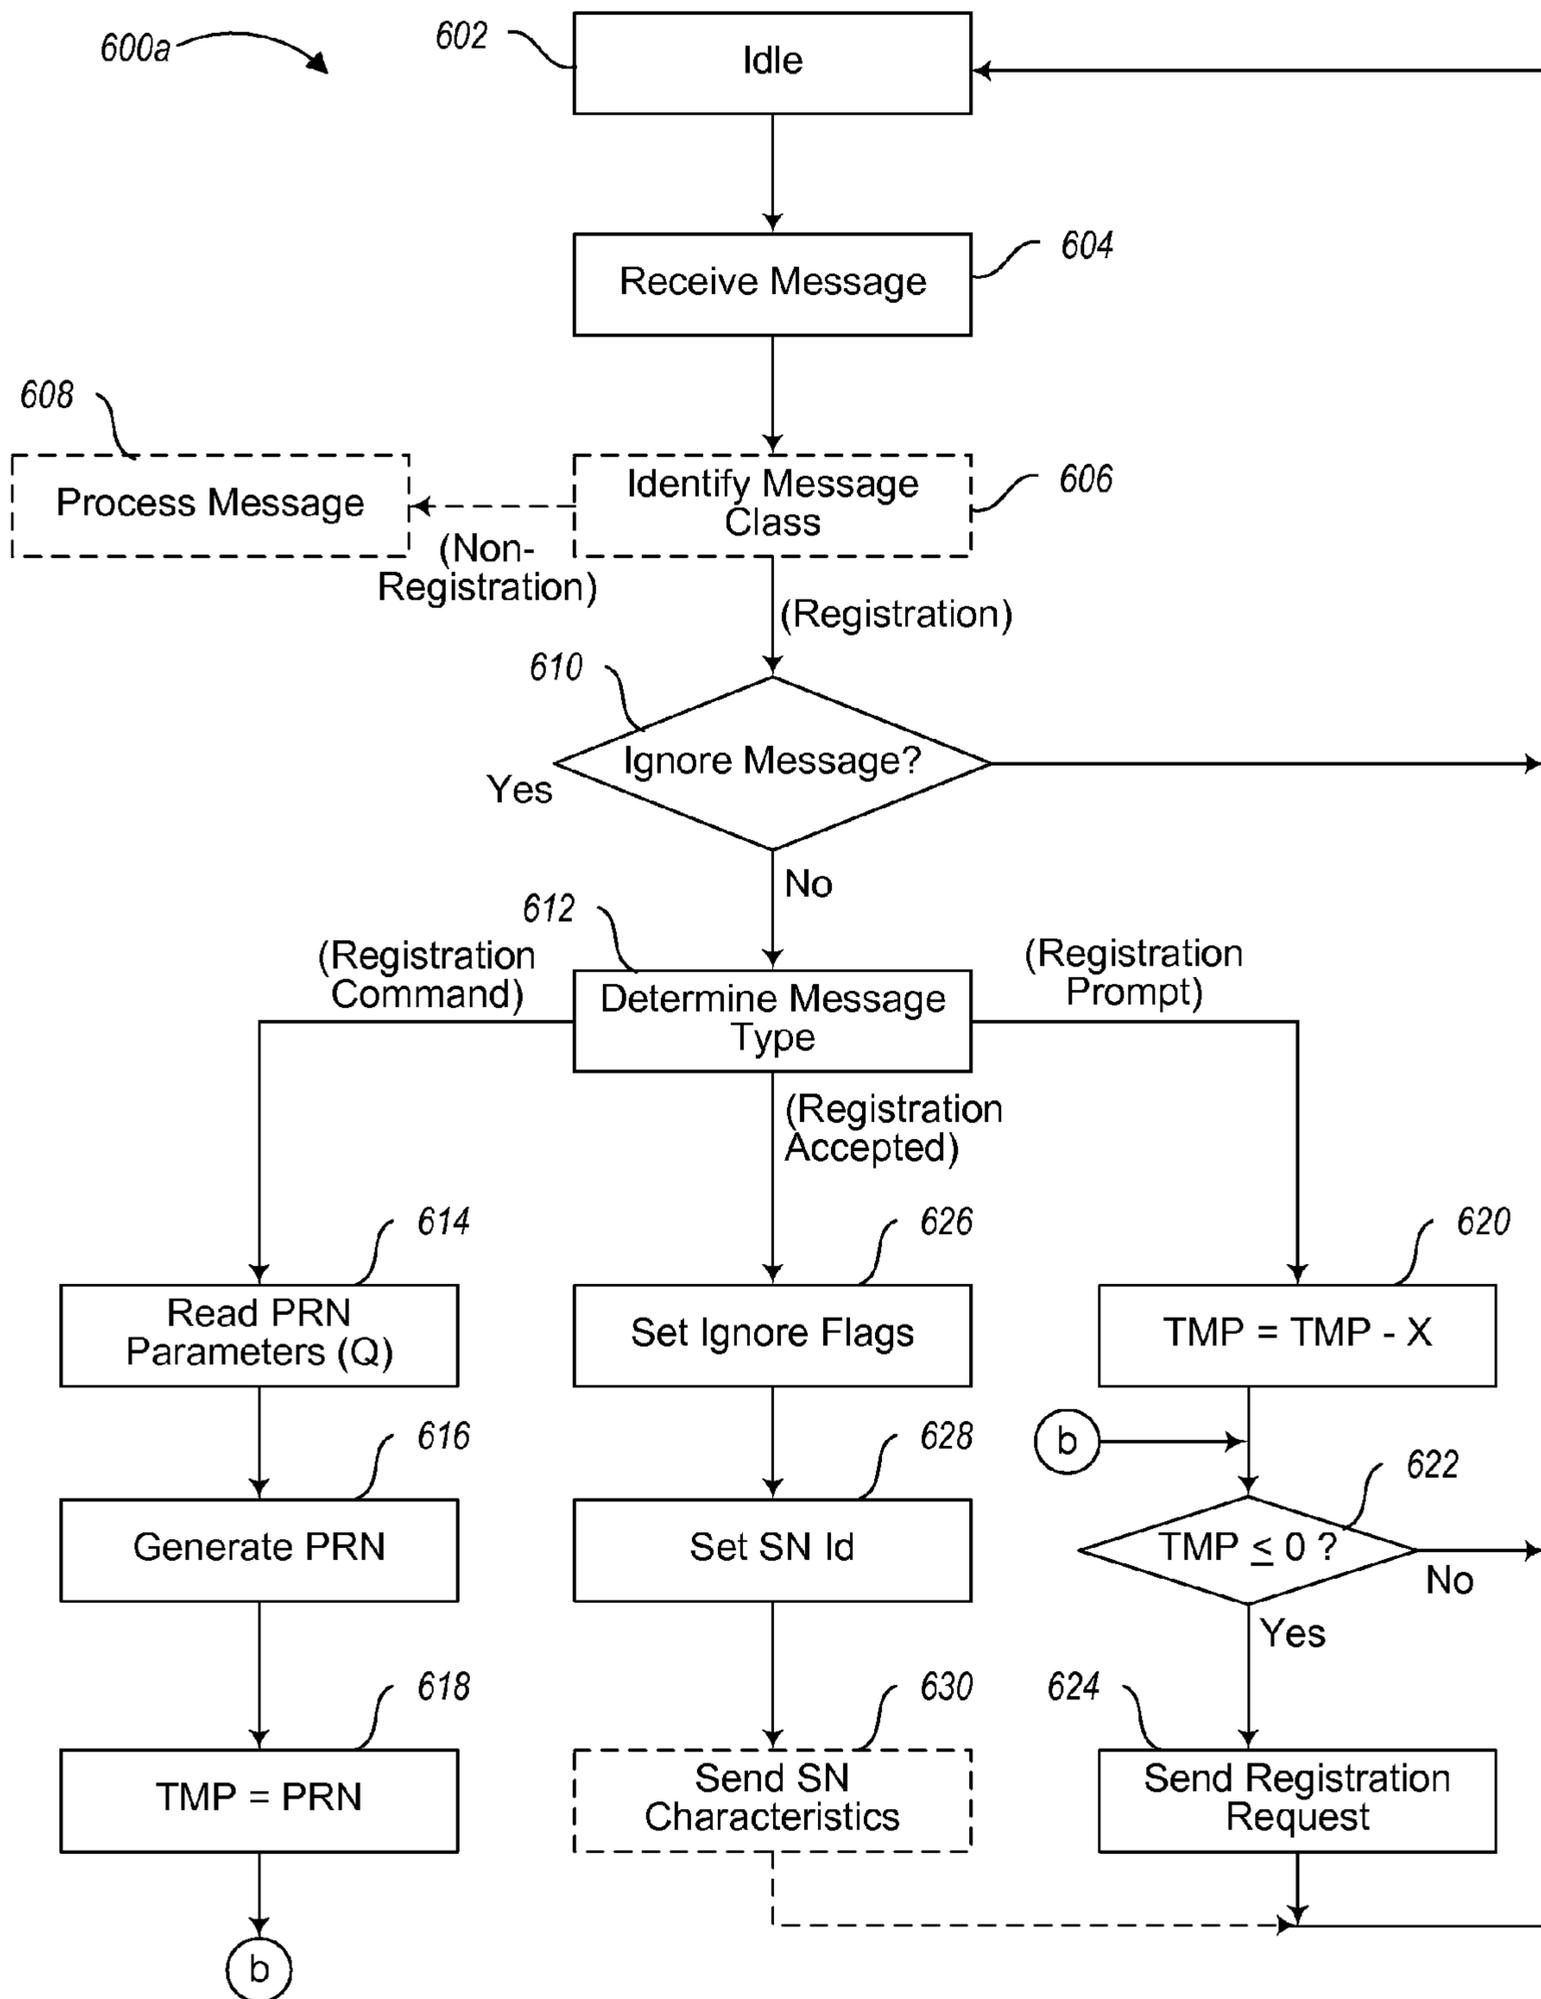 600a
602
Idle
604
Receive Message
608
Process Message
Identify Message
Class
606
(Non-
Registration)
(Registration)
610
Ignore Message?
Yes
No
612
(Registration
Command)
Determine Message
Type
(Registration
Prompt)
(Registration
Accepted)
614
Read PRN
Parameters (Q)
626
Set Ignore Flags
620
TMP = TMP - X
616
Generate PRN
628
Set SN Id
b
622
TMP ≤ 0 ?
No
Yes
618
TMP = PRN
630
Send SN
Characteristics
624
Send Registration
Request
b